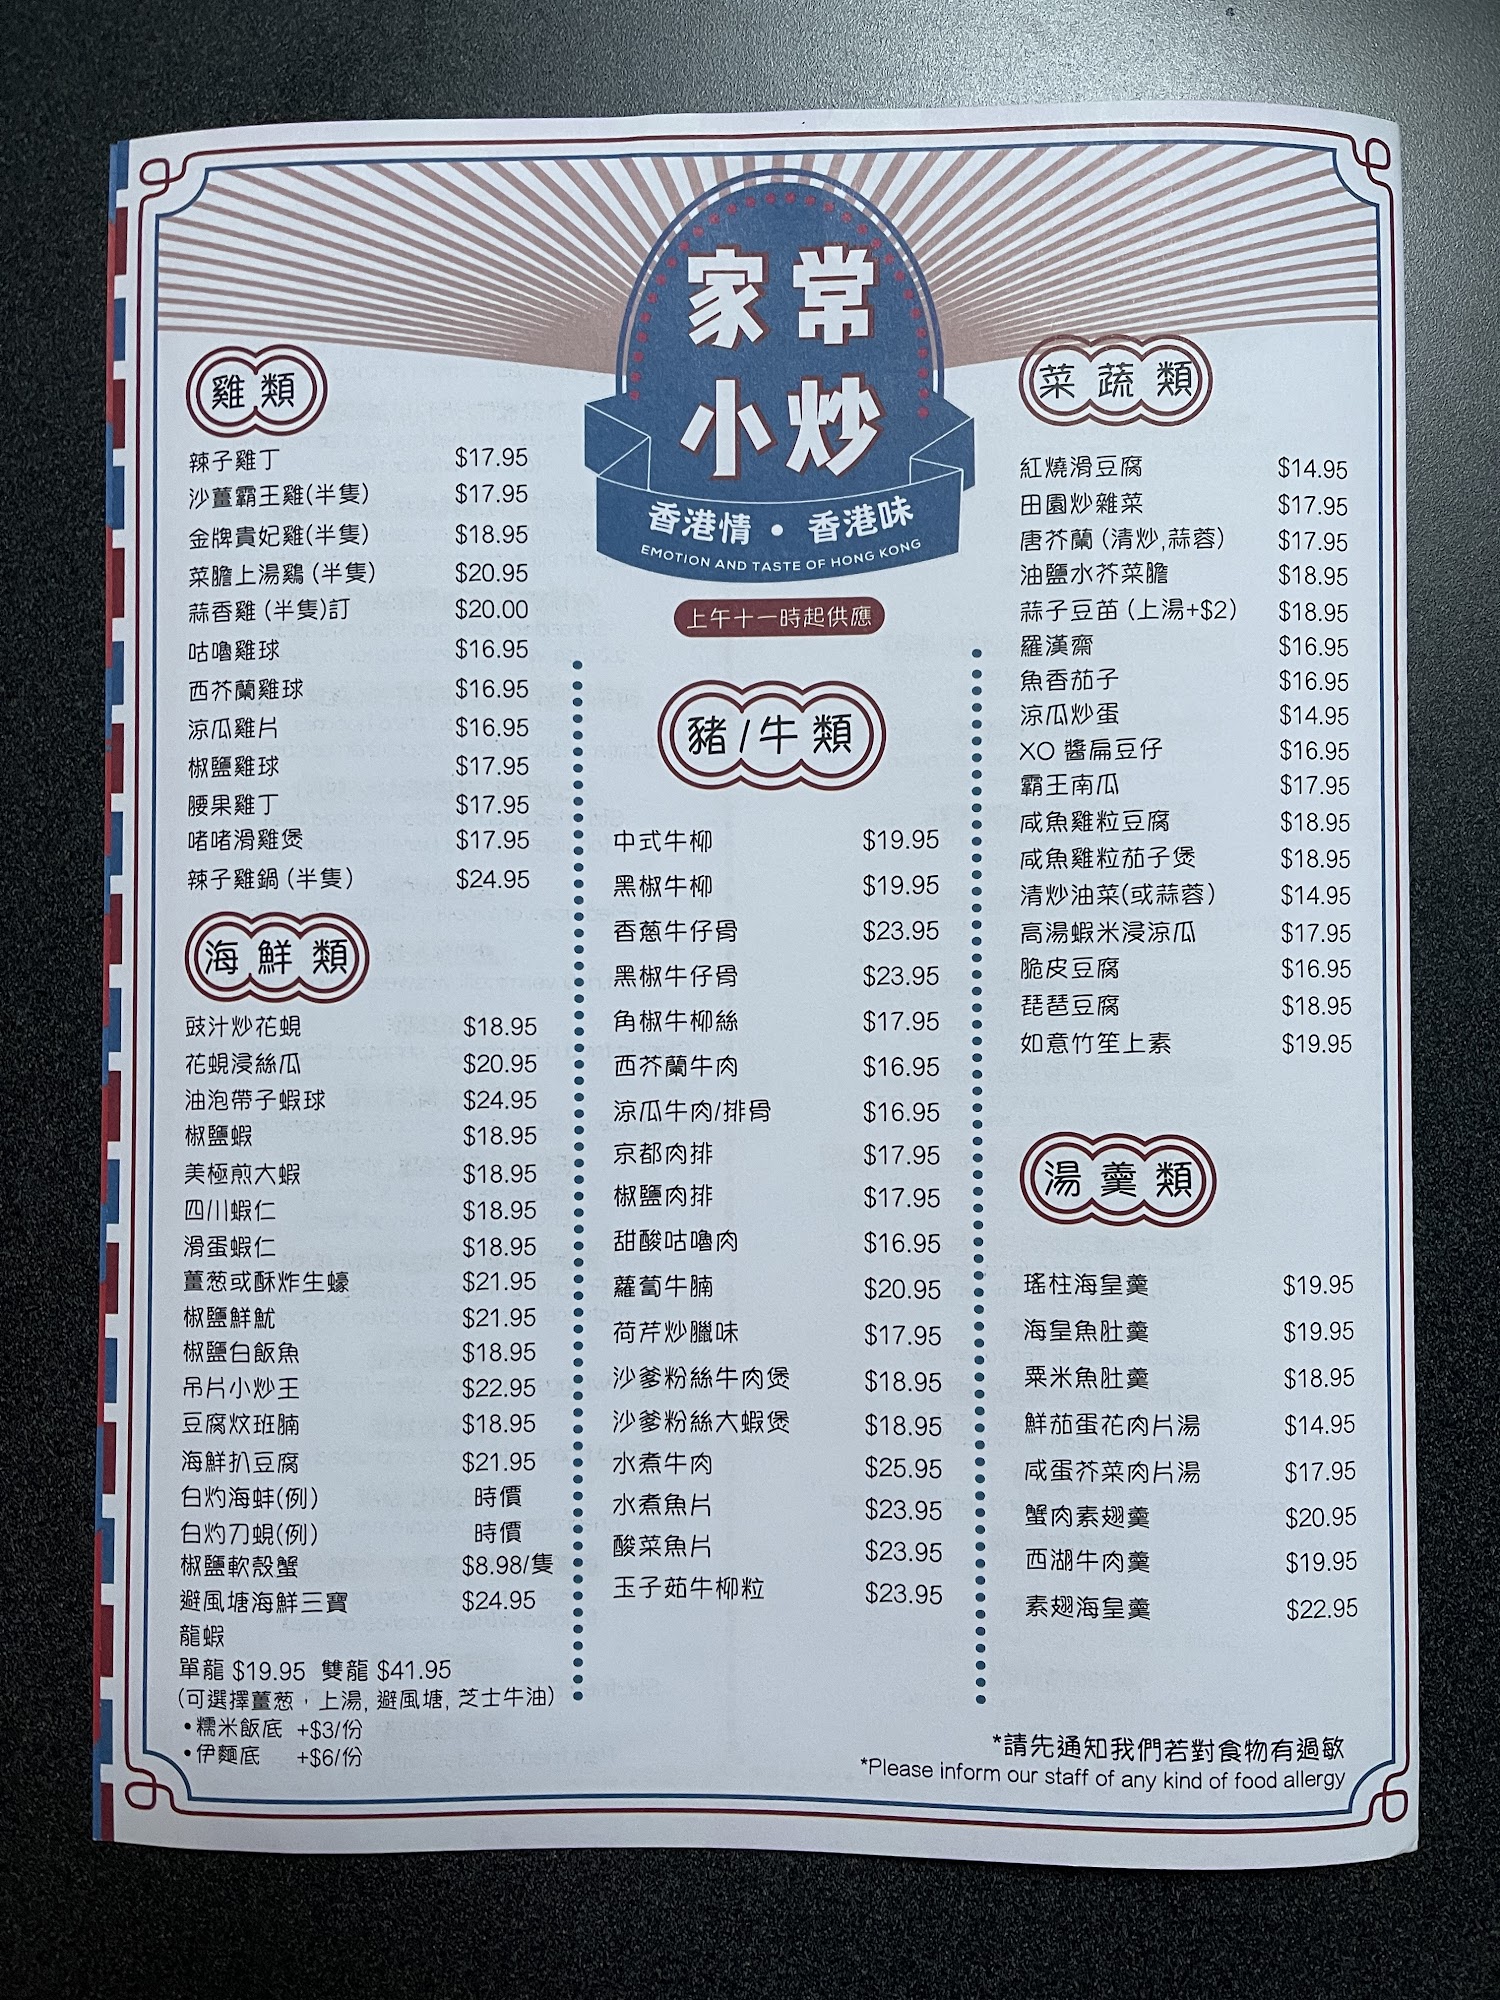 家常
小炒
香港情 • 香港味
EMOTION AND TASTE OF HONG KONG
上午十一時起供應
雞類
辣子雞丁 $17.95
沙薑霸王雞(半隻) $17.95
金牌貴妃雞(半隻) $18.95
菜膽上湯鷄(半隻) $20.95
蒜香雞(半隻)訂 $20.00
咕嚕雞球 $16.95
西芥蘭雞球 $16.95
涼瓜雞片 $16.95
椒鹽雞球 $17.95
腰果雞丁 $17.95
啫啫滑雞煲 $17.95
辣子雞鍋(半隻) $24.95
海鮮類
豉汁炒花蜆 $18.95
花蜆浸絲瓜 $20.95
油泡帶子蝦球 $24.95
椒鹽蝦 $18.95
美極煎大蝦 $18.95
四川蝦仁 $18.95
滑蛋蝦仁 $18.95
薑葱或酥炸生蠔 $21.95
椒鹽鮮魷 $21.95
椒鹽白飯魚 $18.95
吊片小炒王 $22.95
豆腐炆班腩 $18.95
海鮮扒豆腐 $21.95
白灼海蚌(例) 時價
白灼刀蜆(例) 時價
椒鹽軟殼蟹 $8.98/隻
避風塘海鮮三寶 $24.95
龍蝦
單龍 $19.95 雙龍 $41.95
(可選擇薑葱，上湯, 避風塘, 芝士牛油)
•糯米飯底 +$3/份
•伊麵底 +$6/份
豬/牛類
中式牛柳 $19.95
黑椒牛柳 $19.95
香蔥牛仔骨 $23.95
黑椒牛仔骨 $23.95
角椒牛柳絲 $17.95
西芥蘭牛肉 $16.95
涼瓜牛肉/排骨 $16.95
京都肉排 $17.95
椒鹽肉排 $17.95
甜酸咕嚕肉 $16.95
蘿蔔牛腩 $20.95
荷芹炒臘味 $17.95
沙爹粉絲牛肉煲 $18.95
沙爹粉絲大蝦煲 $18.95
水煮牛肉 $25.95
水煮魚片 $23.95
酸菜魚片 $23.95
玉子茹牛柳粒 $23.95
菜蔬類
紅燒滑豆腐 $14.95
田園炒雜菜 $17.95
唐芥蘭(清炒,蒜蓉) $17.95
油鹽水芥菜膽 $18.95
蒜子豆苗(上湯+$2) $18.95
羅漢齋 $16.95
魚香茄子 $16.95
涼瓜炒蛋 $14.95
XO 醬扁豆仔 $16.95
霸王南瓜 $17.95
咸魚雞粒豆腐 $18.95
咸魚雞粒茄子煲 $18.95
清炒油菜(或蒜蓉) $14.95
高湯蝦米浸涼瓜 $17.95
脆皮豆腐 $16.95
琵琶豆腐 $18.95
如意竹笙上素 $19.95
湯羹類
瑤柱海皇羹 $19.95
海皇魚肚羹 $19.95
粟米魚肚羹 $18.95
鮮茄蛋花肉片湯 $14.95
咸蛋芥菜肉片湯 $17.95
蟹肉素翅羹 $20.95
西湖牛肉羹 $19.95
素翅海皇羹 $22.95
*請先通知我們若對食物有過敏
*Please inform our staff of any kind of food allergy